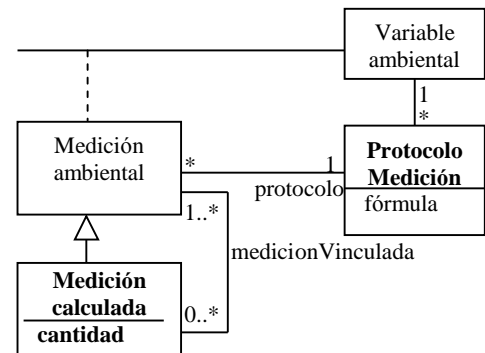 Variable
ambiental
1
*
Medición
ambiental
*
1
protocolo
Protocolo
Medición
fórmula
1..*
medicionVinculada
Medición
calculada
cantidad
0..*